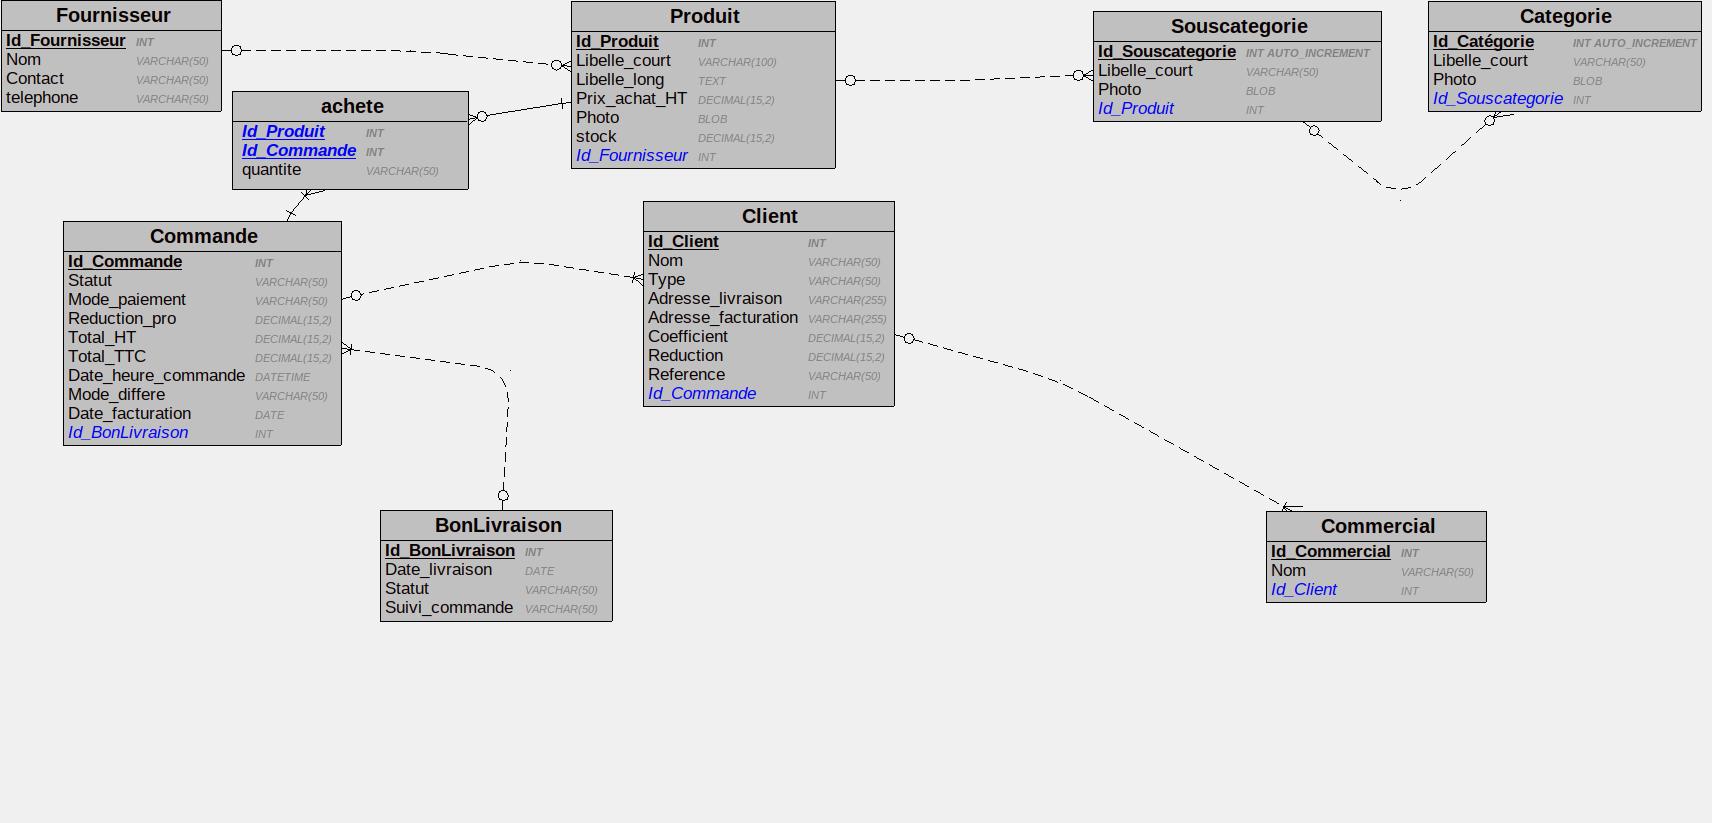 Fournisseur
Id_Fournisseur INT
Nom VARCHAR(50)
Contact VARCHAR(50)
telephone VARCHAR(50)
Produit
Id_Produit INT
Libelle_court VARCHAR(100)
Libelle_long TEXT
Prix_achat_HT DECIMAL(15,2)
Photo BLOB
stock DECIMAL(15,2)
Id_Fournisseur INT
Souscategorie
Id_Souscategorie INT AUTO_INCREMENT
Libelle_court VARCHAR(50)
Photo BLOB
Id_Produit INT
Categorie
Id_Catégorie INT AUTO_INCREMENT
Libelle_court VARCHAR(50)
Photo BLOB
Id_Souscategorie INT
achete
Id_Produit INT
Id_Commande INT
quantite VARCHAR(50)
Commande
Id_Commande INT
Statut VARCHAR(50)
Mode_paiement VARCHAR(50)
Reduction_pro DECIMAL(15,2)
Total_HT DECIMAL(15,2)
Total_TTC DECIMAL(15,2)
Date_heure_commande DATETIME
Mode_differe VARCHAR(50)
Date_facturation DATE
Id_BonLivraison INT
Client
Id_Client INT
Nom VARCHAR(50)
Type VARCHAR(50)
Adresse_livraison VARCHAR(255)
Adresse_facturation VARCHAR(255)
Coefficient DECIMAL(15,2)
Reduction DECIMAL(15,2)
Reference VARCHAR(50)
Id_Commande INT
BonLivraison
Id_BonLivraison INT
Date_livraison DATE
Statut VARCHAR(50)
Suivi_commande VARCHAR(50)
Commercial
Id_Commercial INT
Nom VARCHAR(50)
Id_Client INT